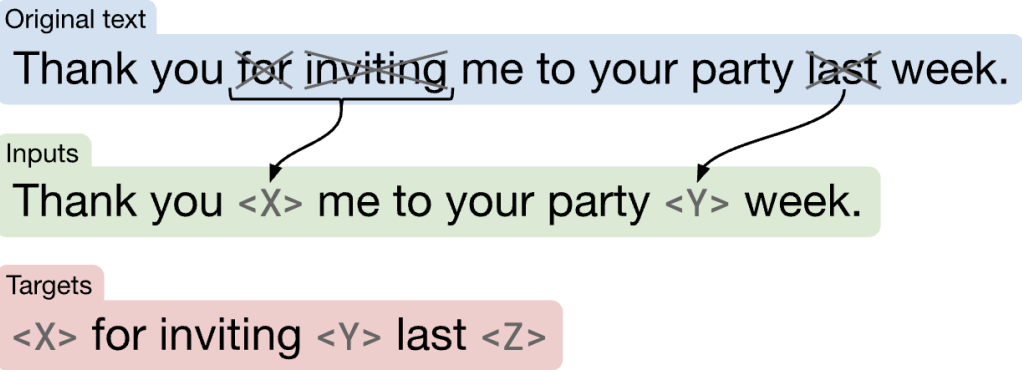 Original text
Thank you for inviting me to your party last week.
Inputs
Thank you <X> me to your party <Y> week.
Targets
<X> for inviting <Y> last <Z>